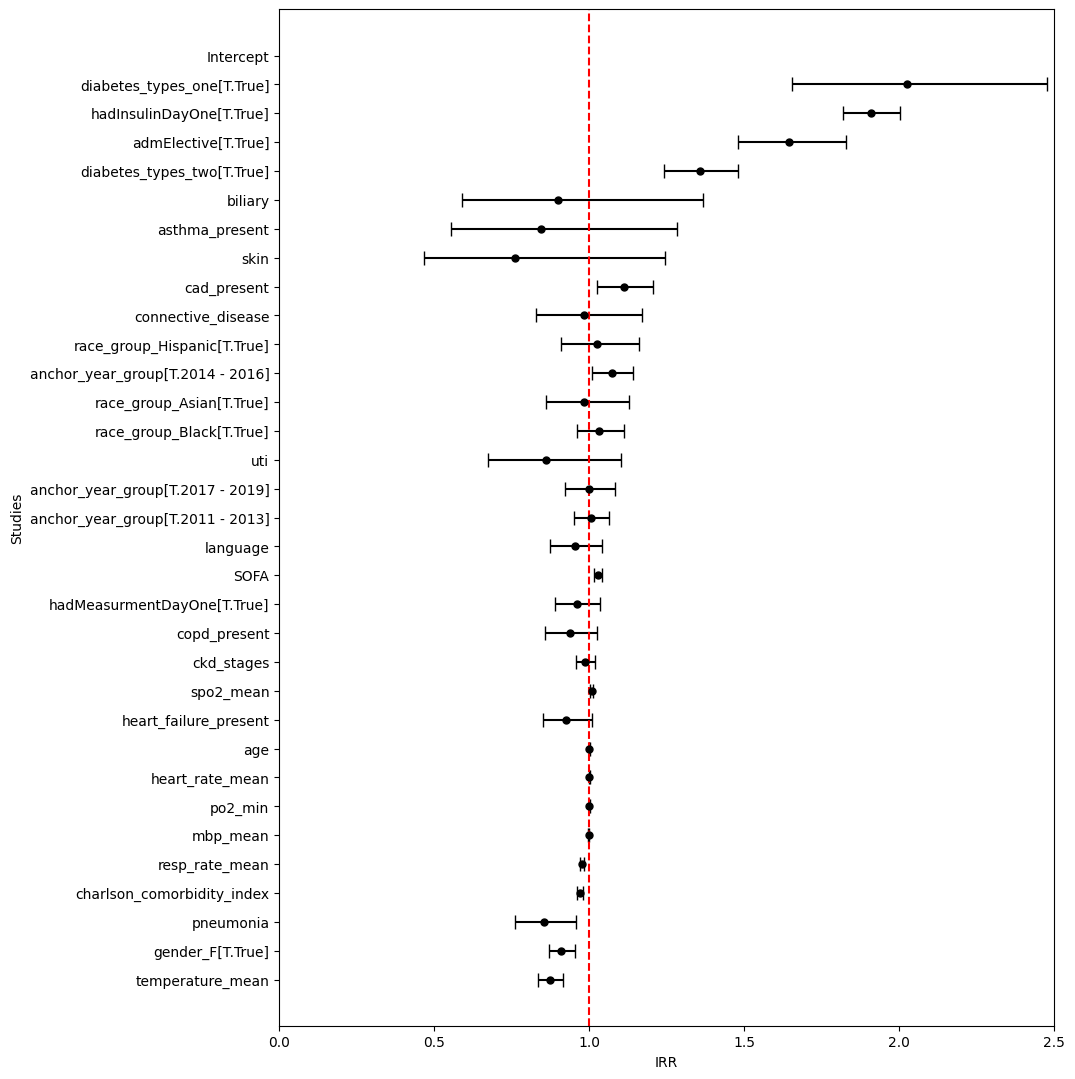 Intercept
diabetes_types_one[T.True]
hadInsulinDayOne[T.True]
admElective[T.True]
diabetes_types_two[T.True]
biliary
asthma_present
skin
cad_present
connective_disease
race_group_Hispanic[T.True]
anchor_year_group[T.2014 - 2016]
race_group_Asian[T.True]
race_group_Black[T.True]
uti
anchor_year_group[T.2017 - 2019]
anchor_year_group[T.2011 - 2013]
language
SOFA
hadMeasurmentDayOne[T.True]
copd_present
ckd_stages
spo2_mean
heart_failure_present
age
heart_rate_mean
po2_min
mbp_mean
resp_rate_mean
charlson_comorbidity_index
pneumonia
gender_F[T.True]
temperature_mean
Studies
0.0 0.5 1.0 1.5 2.0 2.5
IRR